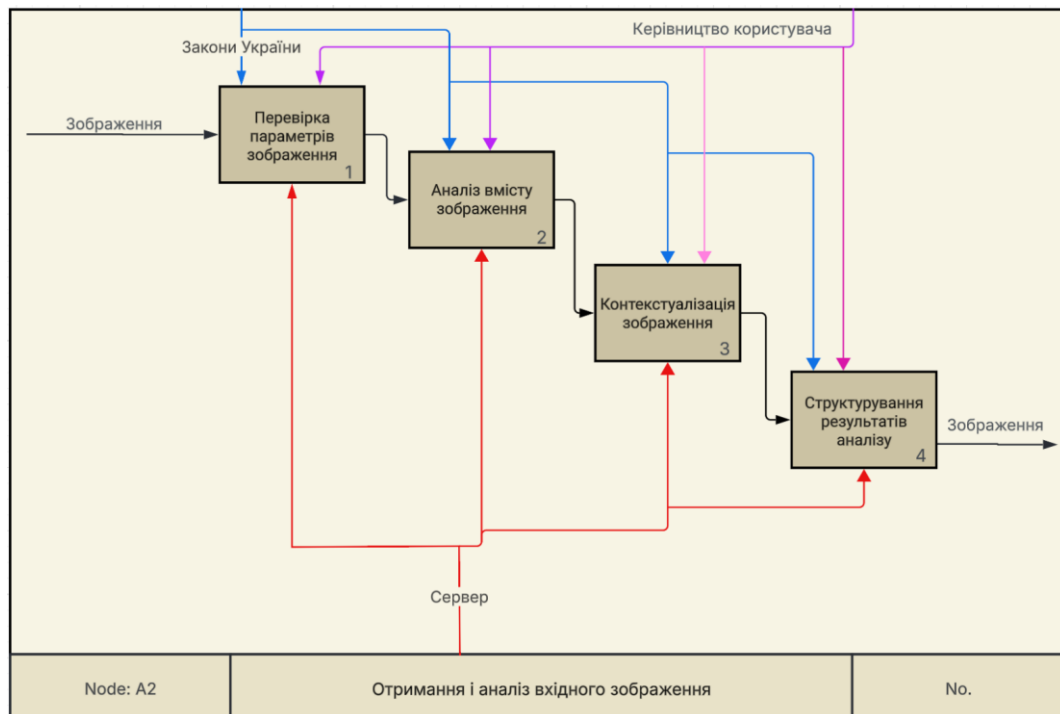 Керівництво користувача
Закони України
Зображення
Перевірка
параметрів
зображення
1
Аналіз вмісту
зображення
2
Контекстуалізація
зображення
3
Структурування
результатів
аналізу
4
Зображення
Сервер
Node: A2
Отримання і аналіз вхідного зображення
No.